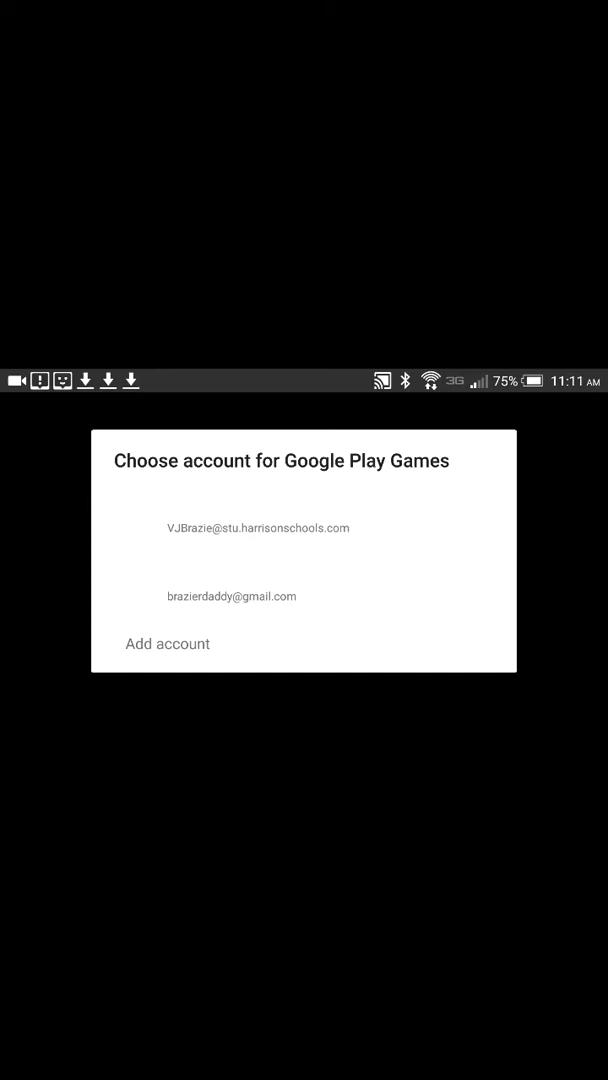 3G 75% 11:11 AM
Choose account for Google Play Games
VJBrazie@stu.harrisonschools.com
brazierdaddy@gmail.com
Add account